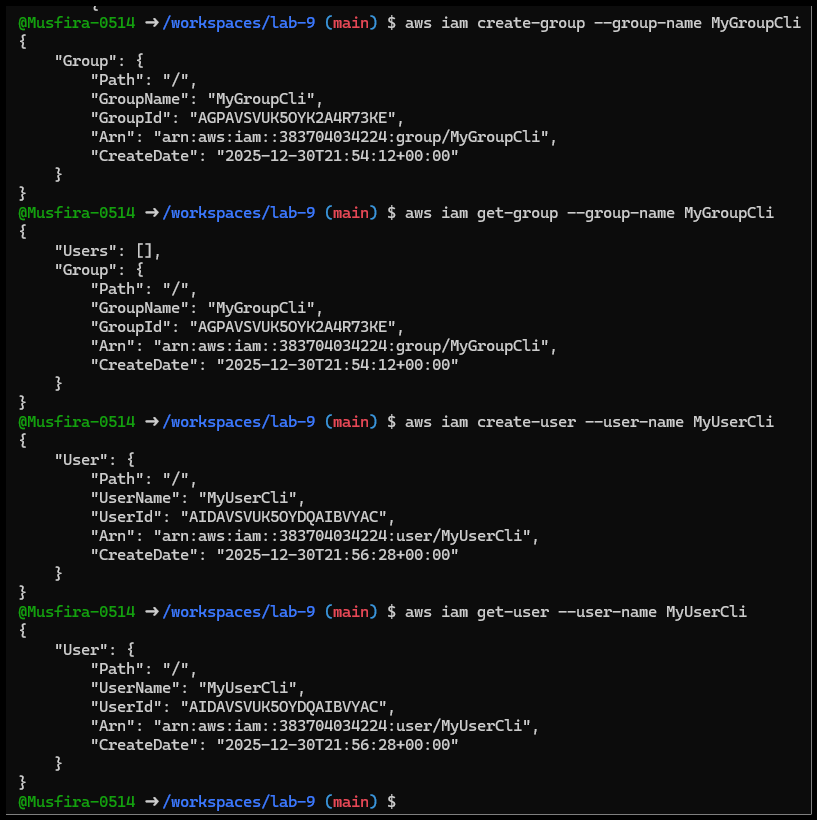 {
@Musfira-0514 ➜ /workspaces/lab-9 (main) $ aws iam create-group --group-name MyGroupCli
{
    "Group": {
        "Path": "/",
        "GroupName": "MyGroupCli",
        "GroupId": "AGPAVSVUK5OYK2A4R73KE",
        "Arn": "arn:aws:iam::383704034224:group/MyGroupCli",
        "CreateDate": "2025-12-30T21:54:12+00:00"
    }
}
@Musfira-0514 ➜ /workspaces/lab-9 (main) $ aws iam get-group --group-name MyGroupCli
{
    "Users": [],
    "Group": {
        "Path": "/",
        "GroupName": "MyGroupCli",
        "GroupId": "AGPAVSVUK5OYK2A4R73KE",
        "Arn": "arn:aws:iam::383704034224:group/MyGroupCli",
        "CreateDate": "2025-12-30T21:54:12+00:00"
    }
}
@Musfira-0514 ➜ /workspaces/lab-9 (main) $ aws iam create-user --user-name MyUserCli
{
    "User": {
        "Path": "/",
        "UserName": "MyUserCli",
        "UserId": "AIDAVSVUK5OYDQAIBVYAC",
        "Arn": "arn:aws:iam::383704034224:user/MyUserCli",
        "CreateDate": "2025-12-30T21:56:28+00:00"
    }
}
@Musfira-0514 ➜ /workspaces/lab-9 (main) $ aws iam get-user --user-name MyUserCli
{
    "User": {
        "Path": "/",
        "UserName": "MyUserCli",
        "UserId": "AIDAVSVUK5OYDQAIBVYAC",
        "Arn": "arn:aws:iam::383704034224:user/MyUserCli",
        "CreateDate": "2025-12-30T21:56:28+00:00"
    }
}
@Musfira-0514 ➜ /workspaces/lab-9 (main) $